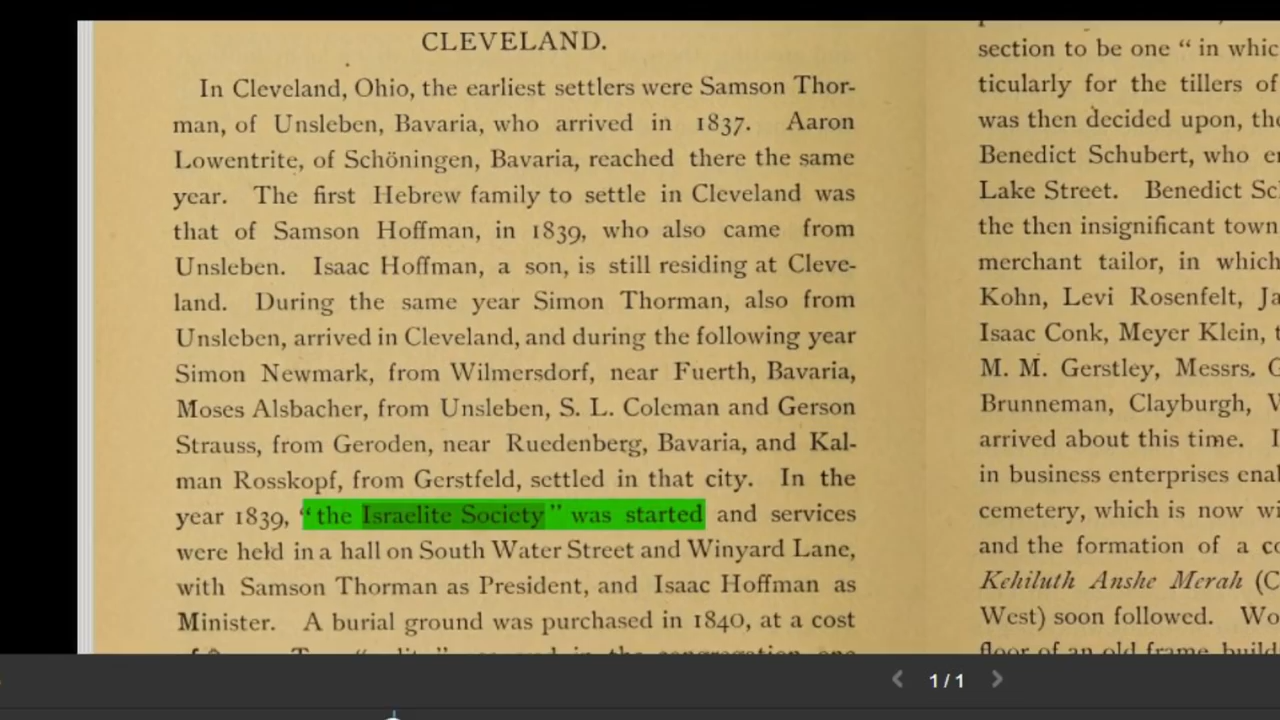 CLEVELAND.
In Cleveland, Ohio, the earliest settlers were Samson Thor-
man, of Unsleben, Bavaria, who arrived in 1837. Aaron
Lowentrite, of Schöningen, Bavaria, reached there the same
year. The first Hebrew family to settle in Cleveland was
that of Samson Hoffman, in 1839, who also came from
Unsleben. Isaac Hoffman, a son, is still residing at Cleve-
land. During the same year Simon Thorman, also from
Unsleben, arrived in Cleveland, and during the following year
Simon Newmark, from Wilmersdorf, near Fuerth, Bavaria,
Moses Alsbacher, from Unsleben, S. L. Coleman and Gerson
Strauss, from Geroden, near Ruedenberg, Bavaria, and Kal-
man Rosskopf, from Gerstfeld, settled in that city. In the
year 1839, "the Israelite Society" was started and services
were held in a hall on South Water Street and Winyard Lane,
with Samson Thorman as President, and Isaac Hoffman as
Minister. A burial ground was purchased in 1840, at a cost
section to be one "in
ticularly for the tillers of
was then decided upon,
Benedict Schubert, who
Lake Street. Benedict
the then insignificant town
merchant tailor, in which
Kohn, Levi Rosenfelt,
Isaac Conk, Meyer Klein,
M. M. Gerstley, Messrs.
Brunneman, Clayburgh,
arrived about this time.
in business enterprises
cemetery, which is now
and the formation of a
Kehiluth Anshe Merah
West) soon followed.
floor of an old frame
1/1